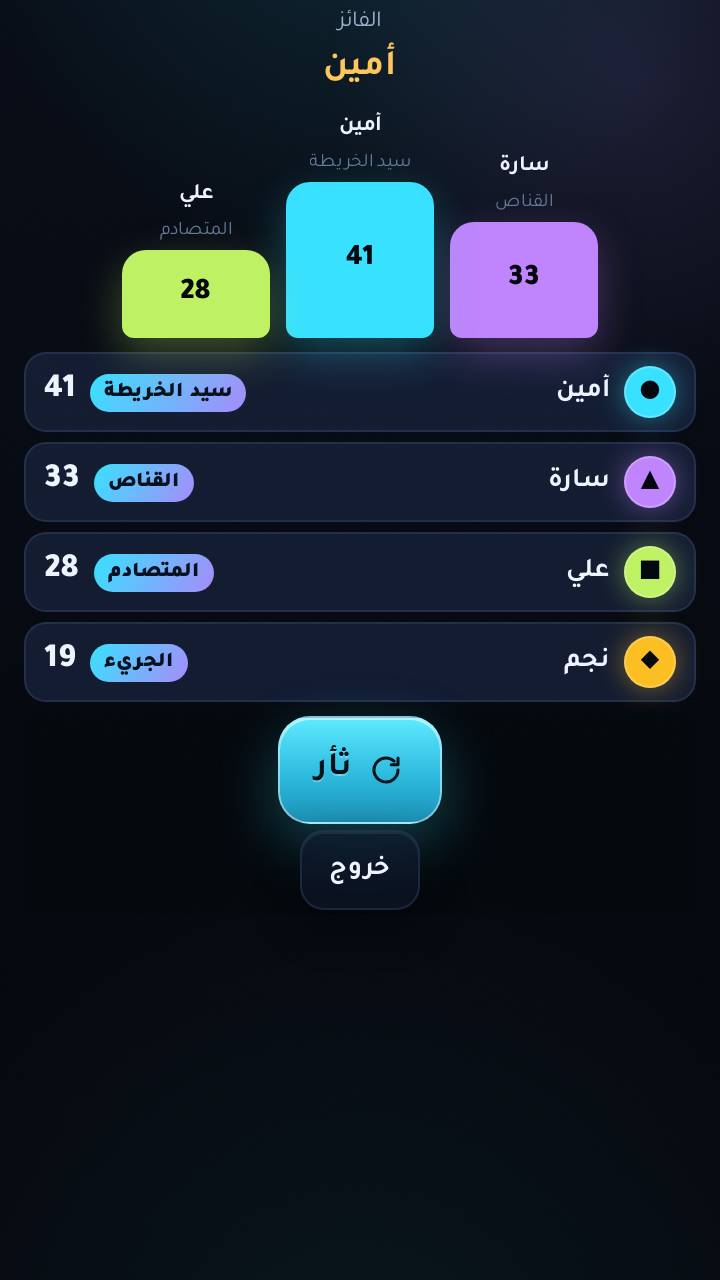 الفائز
أمين
أمين
سيد الخريطة
41
سارة
القناص
33
علي
المتصادم
28
أمين سيد الخريطة 41
سارة القناص 33
علي المتصادم 28
نجم الجريء 19
ثأر
خروج